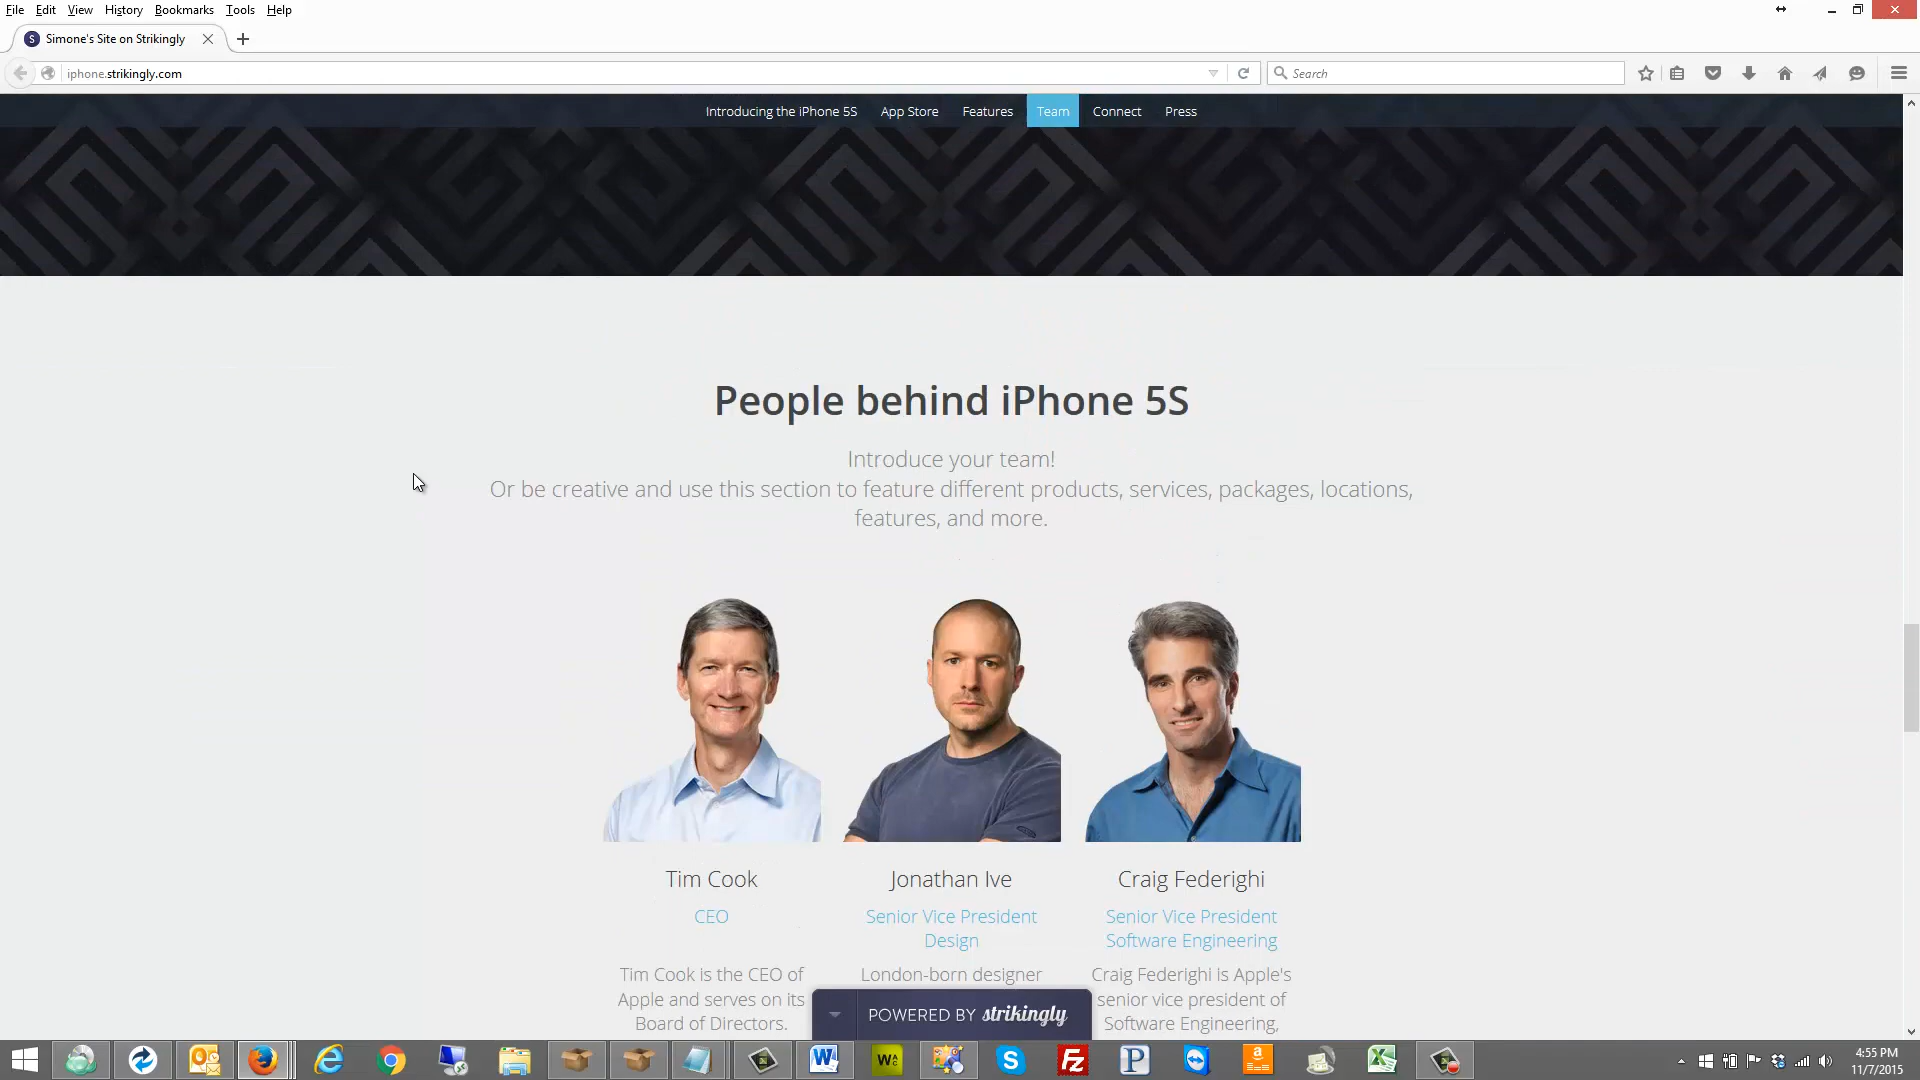 File Edit View History Bookmarks Tools Help
Simone's Site on Strikingly
iphone.strikingly.com
Search
Introducing the iPhone 5S App Store Features Team Connect Press
People behind iPhone 5S
Introduce your team!
Or be creative and use this section to feature different products, services, packages, locations,
features, and more.
Tim Cook
CEO
Tim Cook is the CEO of
Apple and serves on its
Board of Directors.
Jonathan Ive
Senior Vice President
Design
London-born designer
Craig Federighi
Senior Vice President
Software Engineering
Craig Federighi is Apple's
senior vice president of
Software Engineering,
POWERED BY strikingly
4:55 PM
11/7/2015